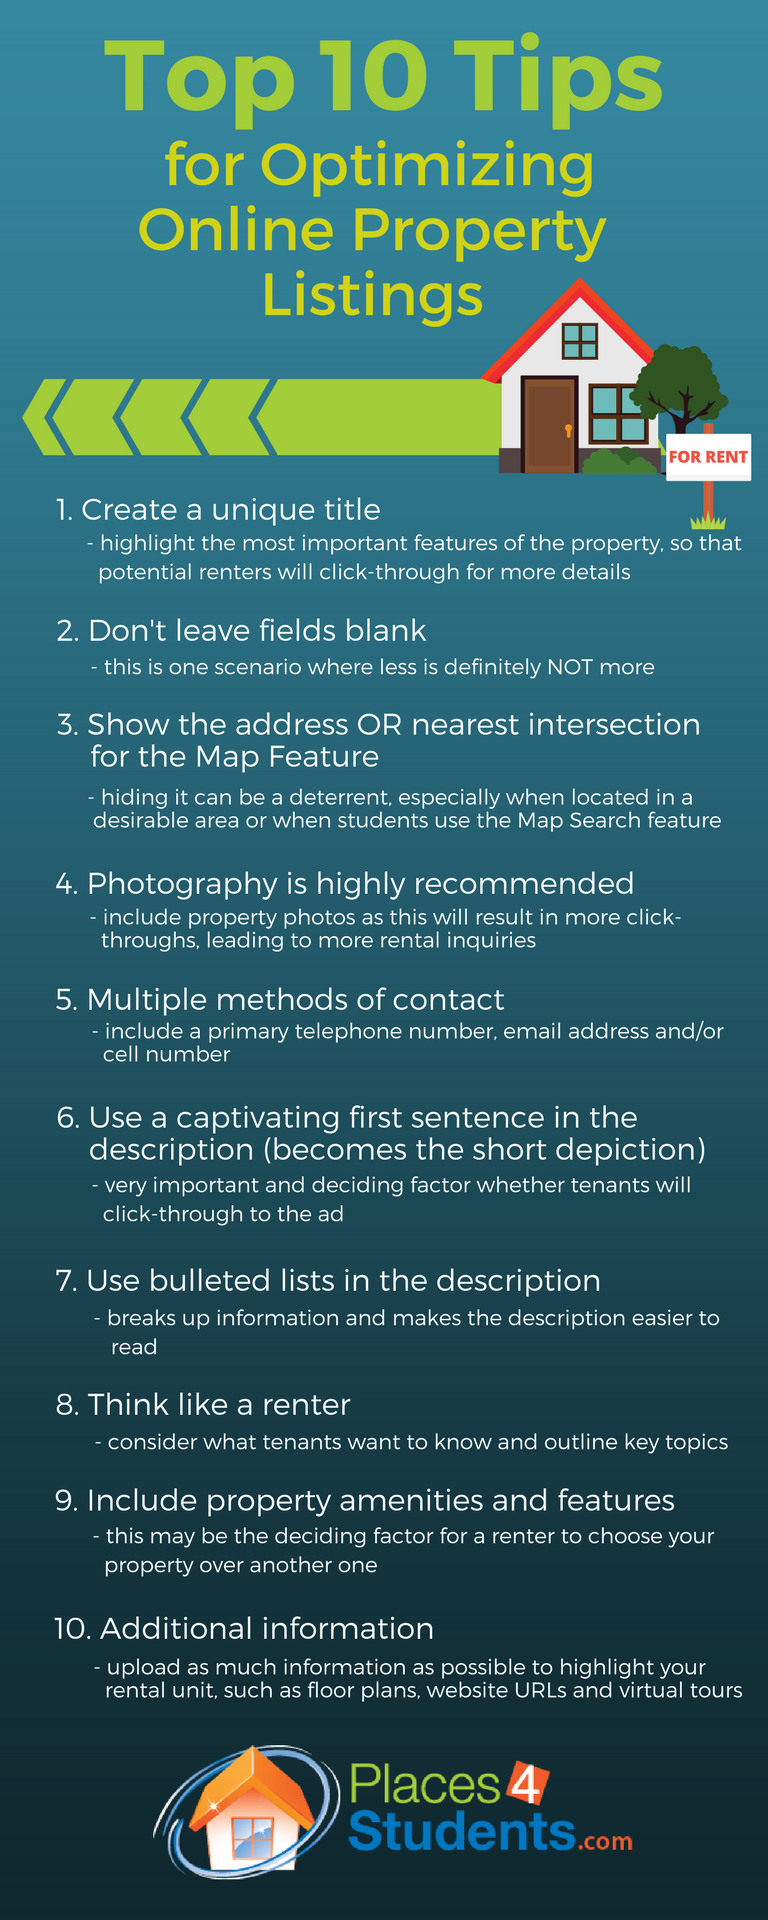 Top 10 Tips
for Optimizing
Online Property
Listings
FOR RENT
1. Create a unique title
- highlight the most important features of the property, so that
potential renters will click-through for more details
2. Don't leave fields blank
- this is one scenario where less is definitely NOT more
3. Show the address OR nearest intersection
for the Map Feature
- hiding it can be a deterrent, especially when located in a
desirable area or when students use the Map Search feature
4. Photography is highly recommended
- include property photos as this will result in more click-
throughs, leading to more rental inquiries
5. Multiple methods of contact
- include a primary telephone number, email address and/or
cell number
6. Use a captivating first sentence in the
description (becomes the short depiction)
- very important and deciding factor whether tenants will
click-through to the ad
7. Use bulleted lists in the description
- breaks up information and makes the description easier to
read
8. Think like a renter
- consider what tenants want to know and outline key topics
9. Include property amenities and features
- this may be the deciding factor for a renter to choose your
property over another one
10. Additional information
- upload as much information as possible to highlight your
rental unit, such as floor plans, website URLs and virtual tours
Places4
Students.com